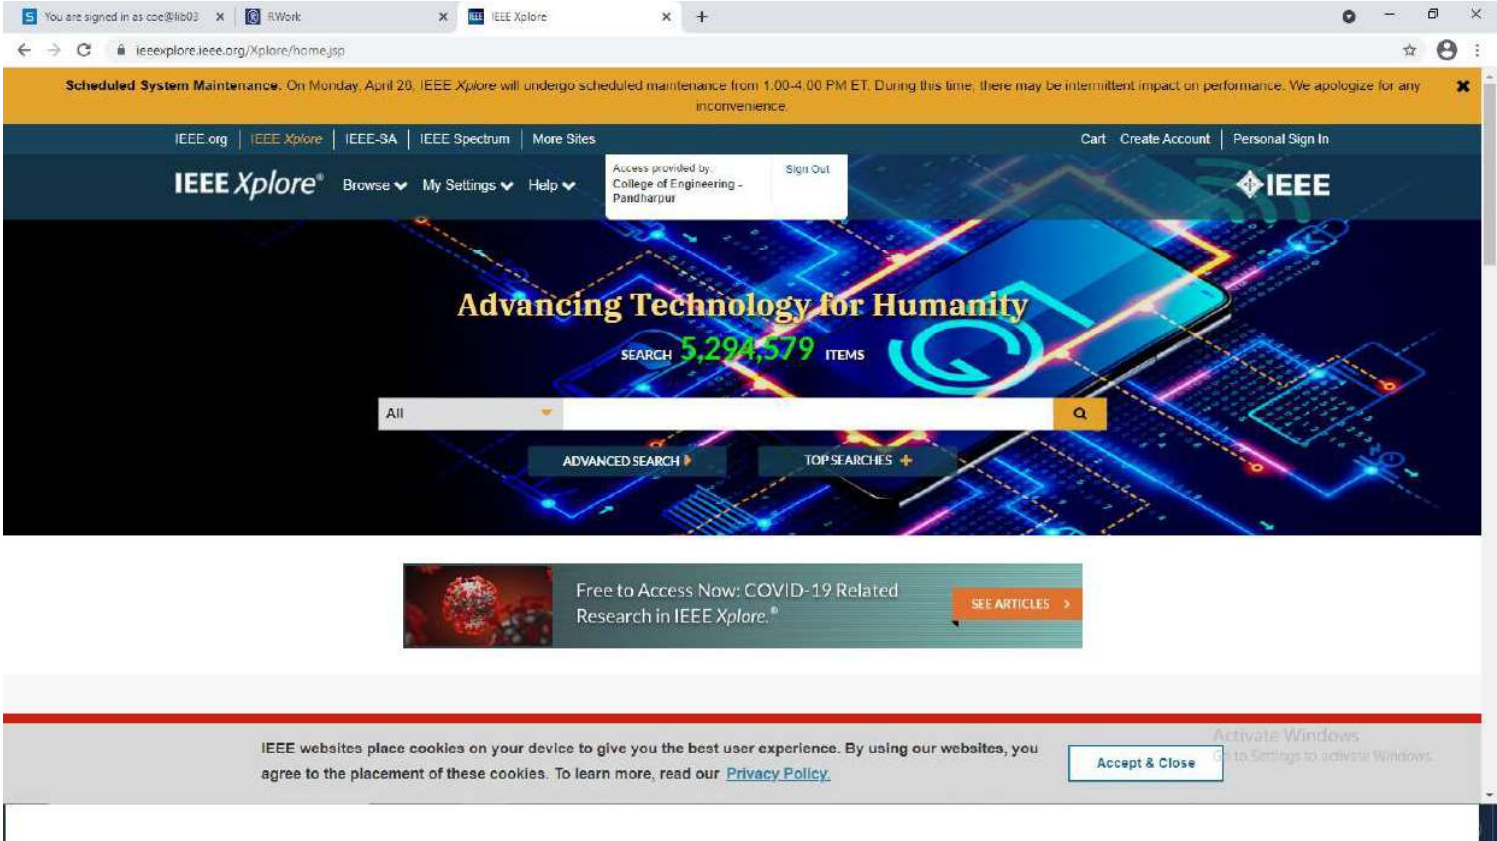 You are signed in as coe@lib03
RWork
IEEE Xplore
ieeexplore.ieee.org/Xplore/home.jsp
Scheduled System Maintenance. On Monday, April 26, IEEE Xplore will undergo scheduled maintenance from 1:00-4:00 PM ET. During this time, there may be intermittent impact on performance. We apologize for any
inconvenience.
IEEE.org | IEEE Xplore | IEEE-SA | IEEE Spectrum | More Sites
Cart Create Account | Personal Sign In
IEEE Xplore® Browse My Settings Help
Access provided by:
College of Engineering -
Pandharpur
Sign Out
IEEE
Advancing Technology for Humanity
SEARCH 5,294,579 ITEMS
All
ADVANCED SEARCH
TOP SEARCHES +
Free to Access Now: COVID-19 Related
Research in IEEE Xplore.®
SEE ARTICLES >
IEEE websites place cookies on your device to give you the best user experience. By using our websites, you
agree to the placement of these cookies. To learn more, read our Privacy Policy.
Accept & Close
Activate Windows
Go to Settings to activate Windows.